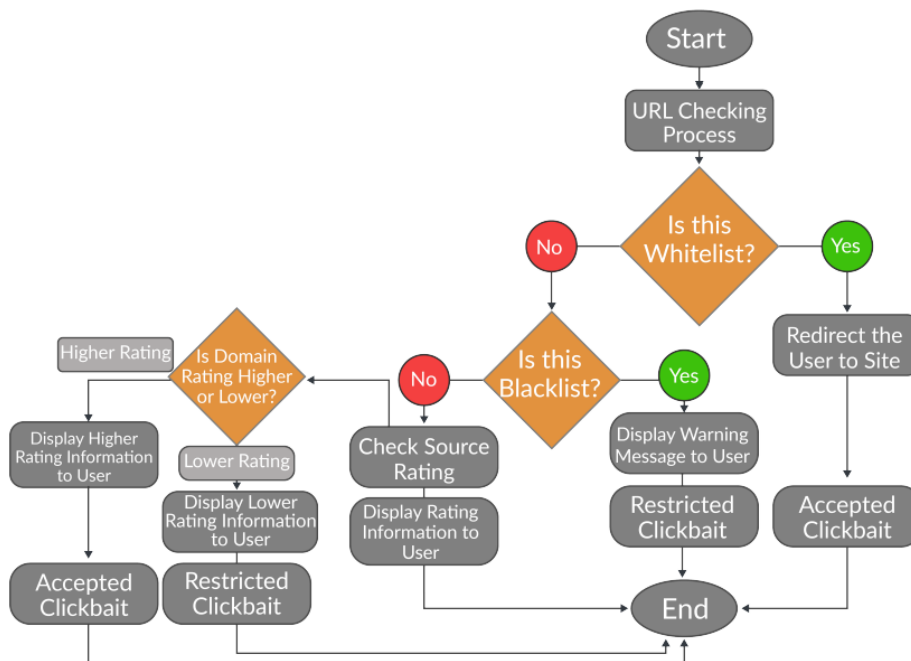 Start
URL Checking
Process
Is this
Whitelist?
No
Yes
Redirect the
User to Site
Is this
Blacklist?
No
Yes
Higher Rating
Is Domain
Rating Higher
or Lower?
Display Higher
Rating Information
to User
Lower Rating
Check Source
Rating
Display Warning
Message to User
Display Lower
Rating Information
to User
Display Rating
Information to
User
Restricted
Clickbait
Accepted
Clickbait
Accepted
Clickbait
Restricted
Clickbait
End